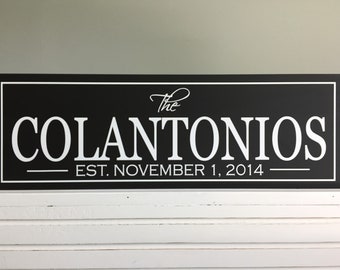 The
COLANTONIOS
EST. NOVEMBER 1, 2014